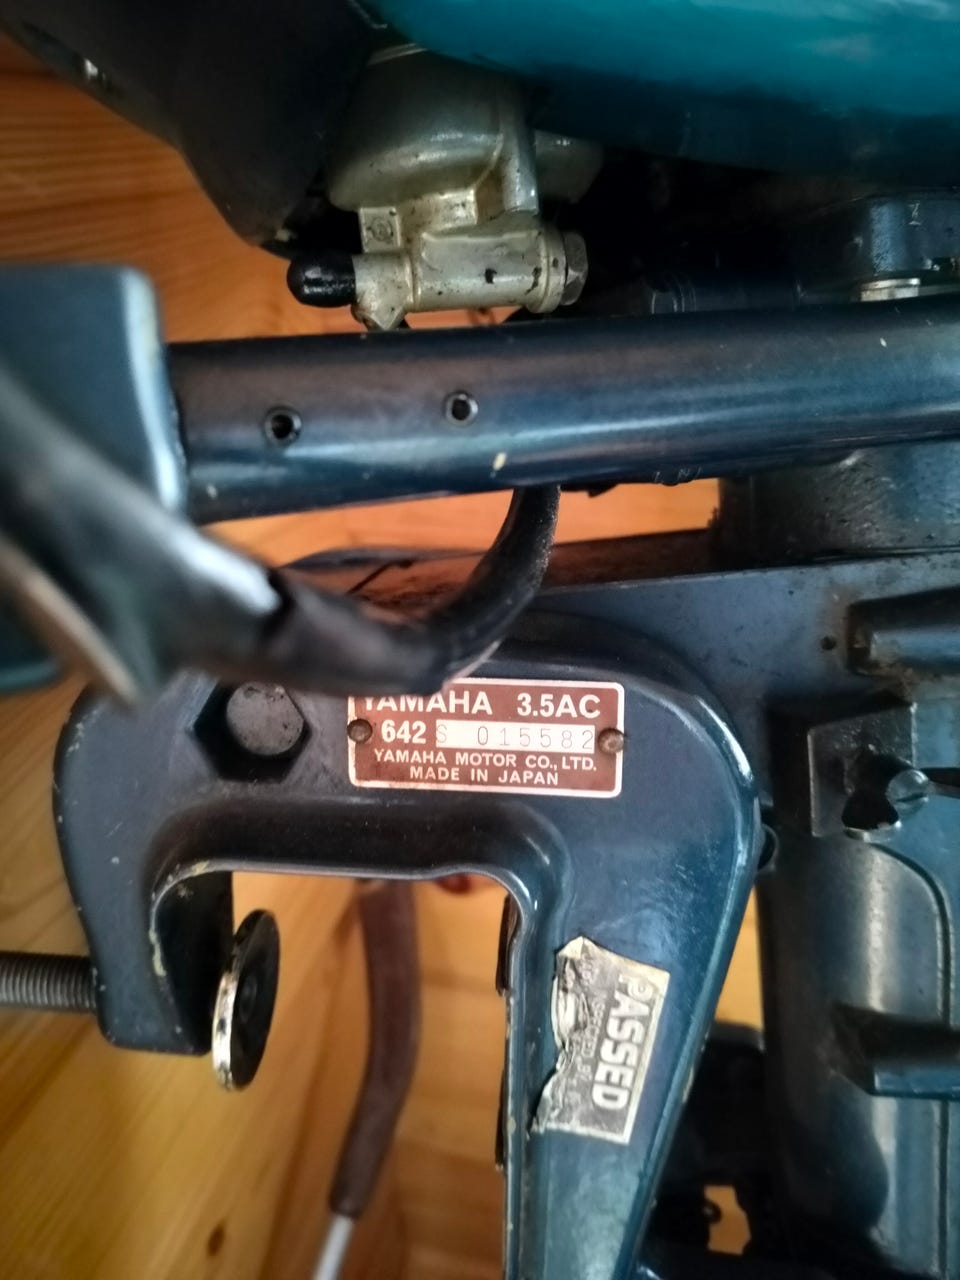 YAMAHA 3.5AC
642 S 015582
YAMAHA MOTOR CO., LTD.
MADE IN JAPAN
PASSED